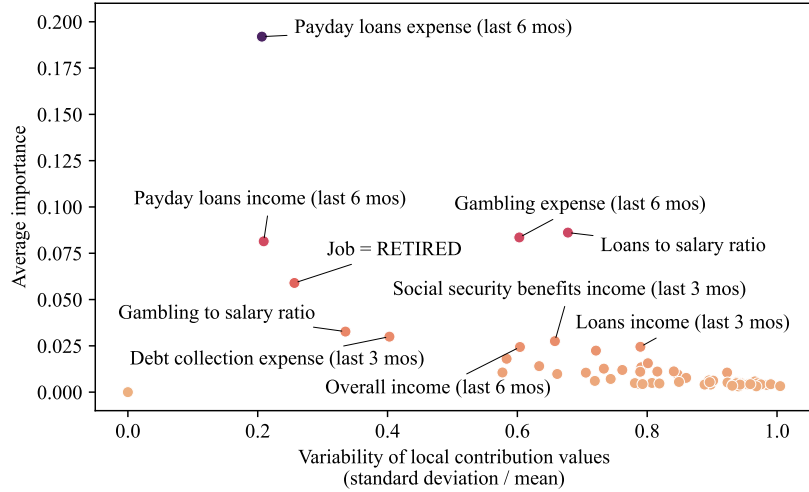 0.200
0.175
0.150
0.125
0.100
0.075
0.050
0.025
0.000
Average importance
Payday loans expense (last 6 mos)
Payday loans income (last 6 mos)
Gambling expense (last 6 mos)
Job = RETIRED
Loans to salary ratio
Social security benefits income (last 3 mos)
Gambling to salary ratio
Loans income (last 3 mos)
Debt collection expense (last 3 mos)
Overall income (last 6 mos)
0.0 0.2 0.4 0.6 0.8 1.0
Variability of local contribution values
(standard deviation / mean)